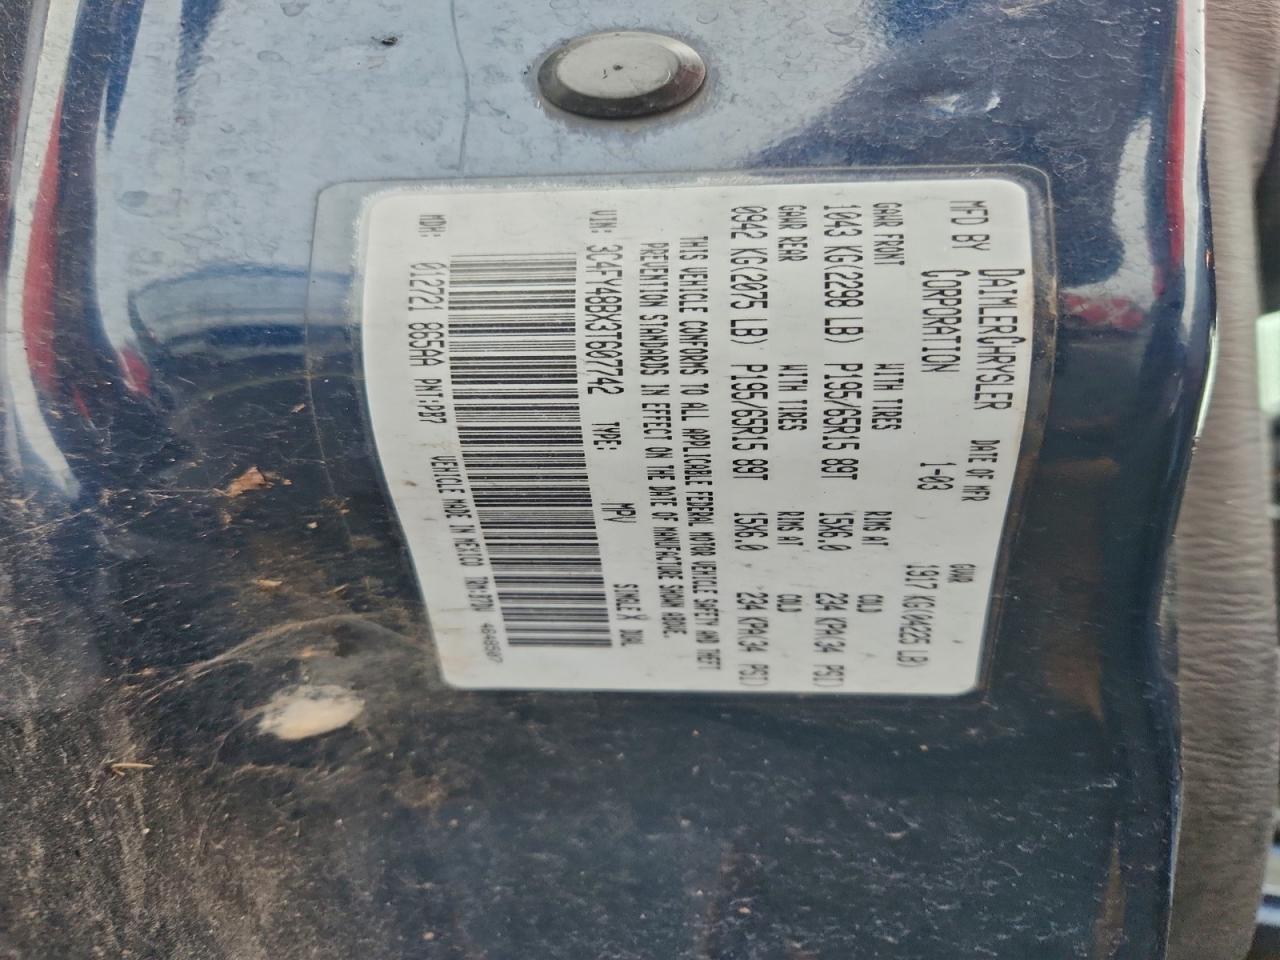 MFD BY DAIMLERCHRYSLER DATE OF MFR GVWR
CORPORATION 1-03 1917 KG(4225 LB)
GAWR FRONT WITH TIRES RIMS AT COLD
1043 KG(2298 LB) P195/65R15 89T 15X6.0 234 KPA(34 PSI)
GAWR REAR WITH TIRES RIMS AT COLD
0942 KG(2075 LB) P195/65R15 89T 15X6.0 234 KPA(34 PSI)
THIS VEHICLE CONFORMS TO ALL APPLICABLE FEDERAL MOTOR VEHICLE SAFETY AND THEFT
PREVENTION STANDARDS IN EFFECT ON THE DATE OF MANUFACTURE SHOWN ABOVE.
VIN: 3C4FY48BX3T607742 TYPE: MPV SINGLE X DUAL
MDH: 012721 865AA PNT:PB7 VEHICLE MADE IN MEXICO